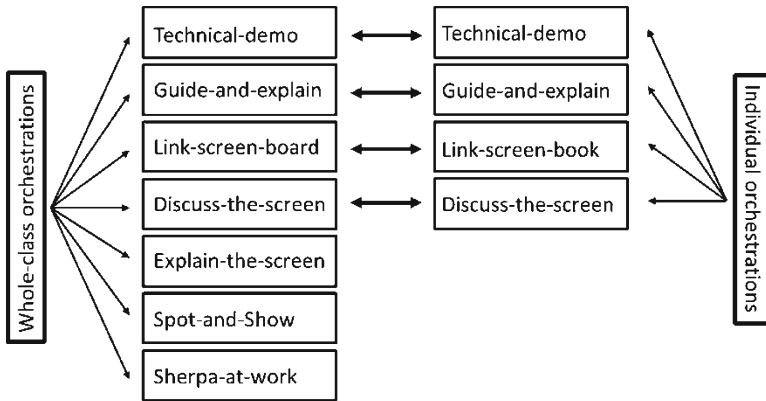 Whole-class orchestrations
Technical-demo
Guide-and-explain
Link-screen-board
Discuss-the-screen
Explain-the-screen
Spot-and-Show
Sherpa-at-work
Technical-demo
Guide-and-explain
Link-screen-book
Discuss-the-screen
Individual orchestrations